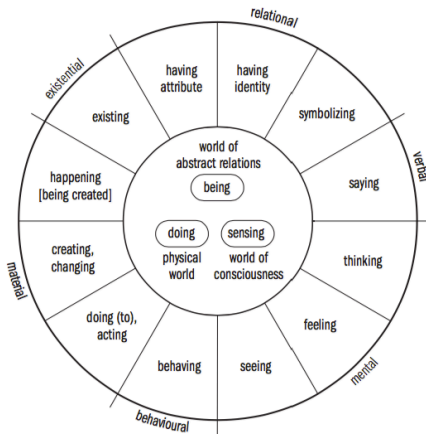 relational
having
attribute
having
identity
existential
existing
symbolizing
world of
abstract relations
being
verbal
happening
[being created]
saying
doing
sensing
physical
world
world of
consciousness
creating,
changing
thinking
material
doing (to),
acting
feeling
behaving
seeing
mental
behavioural